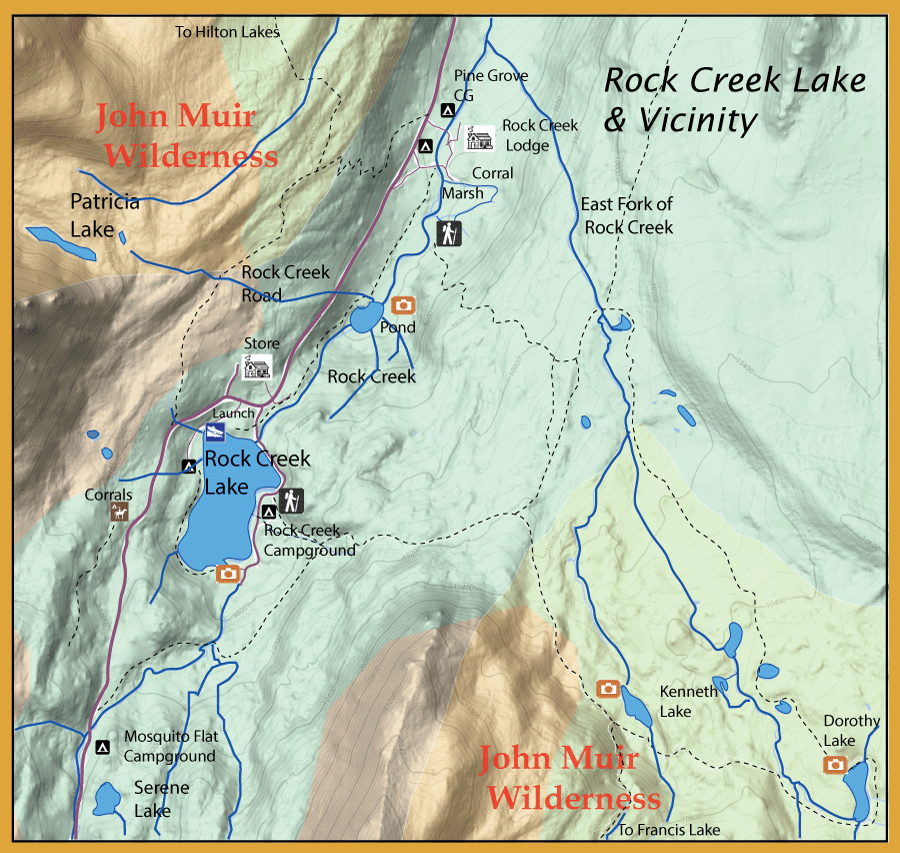 To Hilton Lakes
Rock Creek Lake
& Vicinity
Pine Grove
CG
John Muir
Wilderness
Rock Creek
Lodge
Corral
Marsh
Patricia
Lake
East Fork of
Rock Creek
Rock Creek
Road
Pond
Store
Rock Creek
Launch
Rock Creek
Lake
Corrals
Rock Creek
Campground
10400
10400
Kenneth
Lake
Dorothy
Lake
Mosquito Flat
Campground
John Muir
Wilderness
Serene
Lake
To Francis Lake